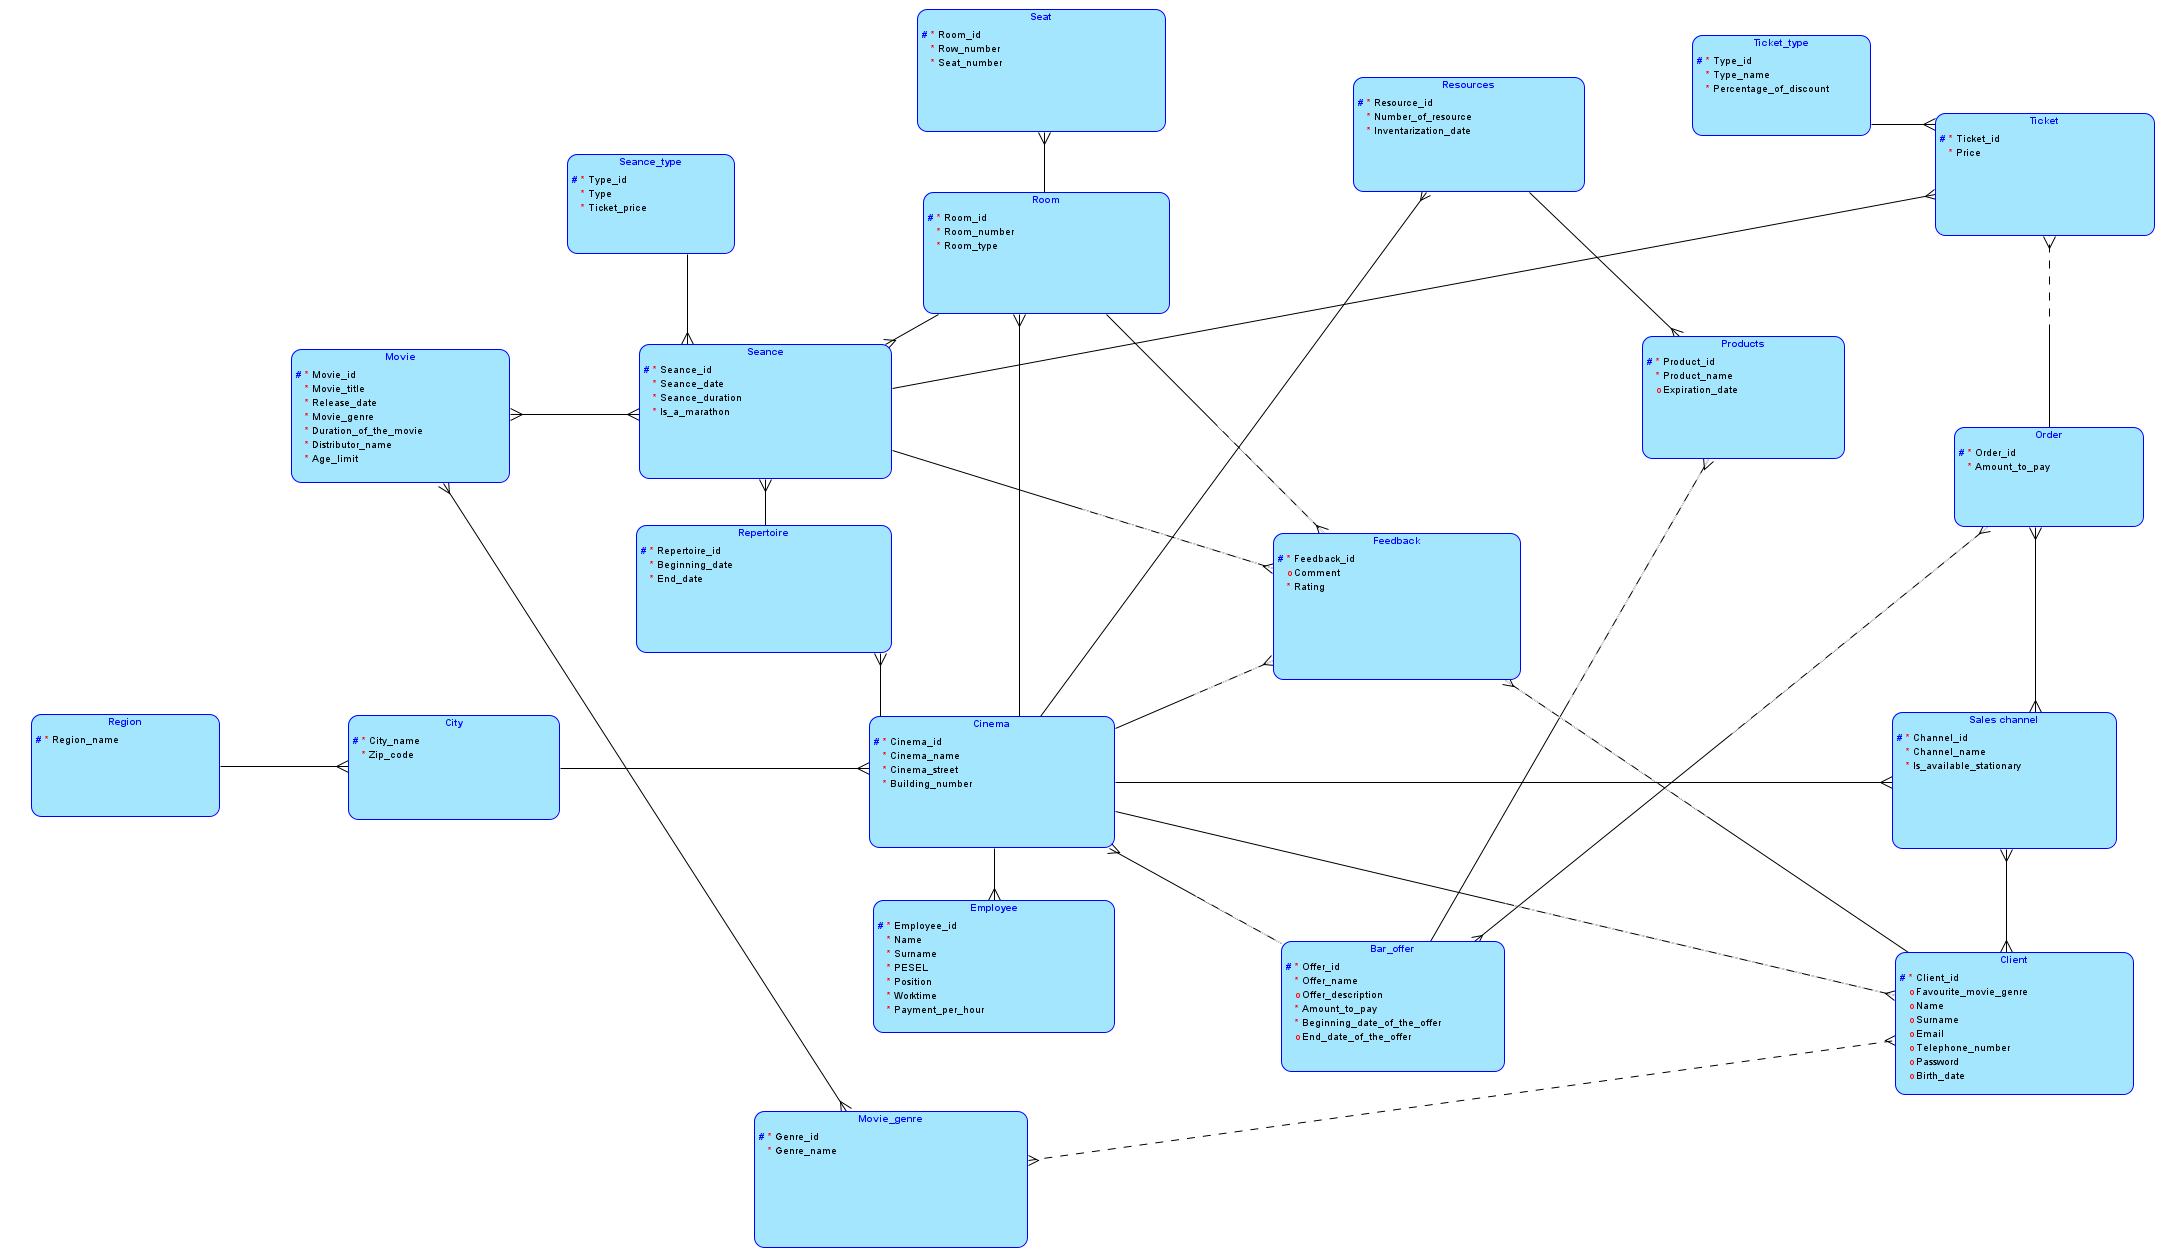 Seat
# * Room_id
* Row_number
* Seat_number
Ticket_type
# * Type_id
* Type_name
* Percentage_of_discount
Resources
# * Resource_id
* Number_of_resource
* Inventarization_date
Ticket
# * Ticket_id
* Price
Seance_type
# * Type_id
* Type
* Ticket_price
Room
# * Room_id
* Room_number
* Room_type
Movie
# * Movie_id
* Movie_title
* Release_date
* Movie_genre
* Duration_of_the_movie
* Distributor_name
* Age_limit
Seance
# * Seance_id
* Seance_date
* Seance_duration
* Is_a_marathon
Products
# * Product_id
* Product_name
o Expiration_date
Order
# * Order_id
* Amount_to_pay
Repertoire
# * Repertoire_id
* Beginning_date
* End_date
Feedback
# * Feedback_id
o Comment
* Rating
Region
# * Region_name
City
# * City_name
* Zip_code
Cinema
# * Cinema_id
* Cinema_name
* Cinema_street
* Building_number
Sales channel
# * Channel_id
* Channel_name
* Is_available_stationary
Employee
# * Employee_id
* Name
* Surname
* PESEL
* Position
* Worktime
* Payment_per_hour
Bar_offer
# * Offer_id
* Offer_name
o Offer_description
* Amount_to_pay
* Beginning_date_of_the_offer
o End_date_of_the_offer
Client
# * Client_id
o Favourite_movie_genre
o Name
o Surname
o Email
o Telephone_number
o Password
o Birth_date
Movie_genre
# * Genre_id
* Genre_name